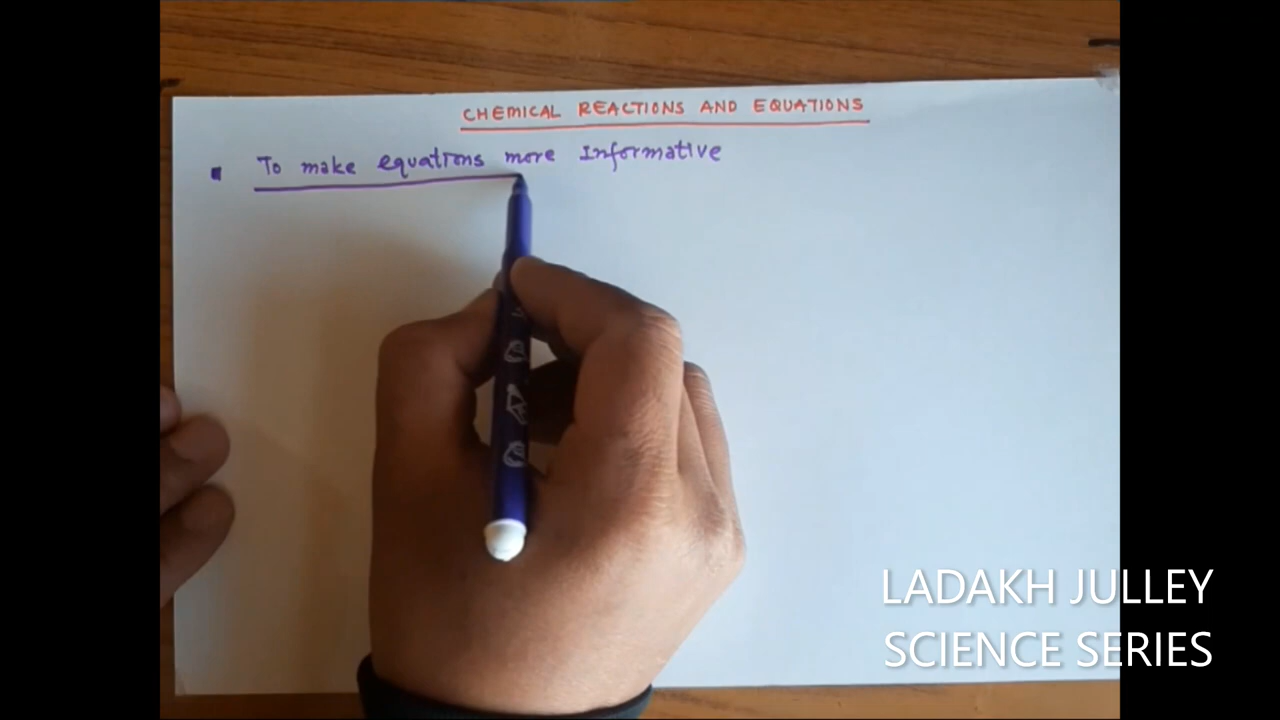 CHEMICAL REACTIONS AND EQUATIONS
To make equations more Informative
LADAKH JULLEY
SCIENCE SERIES